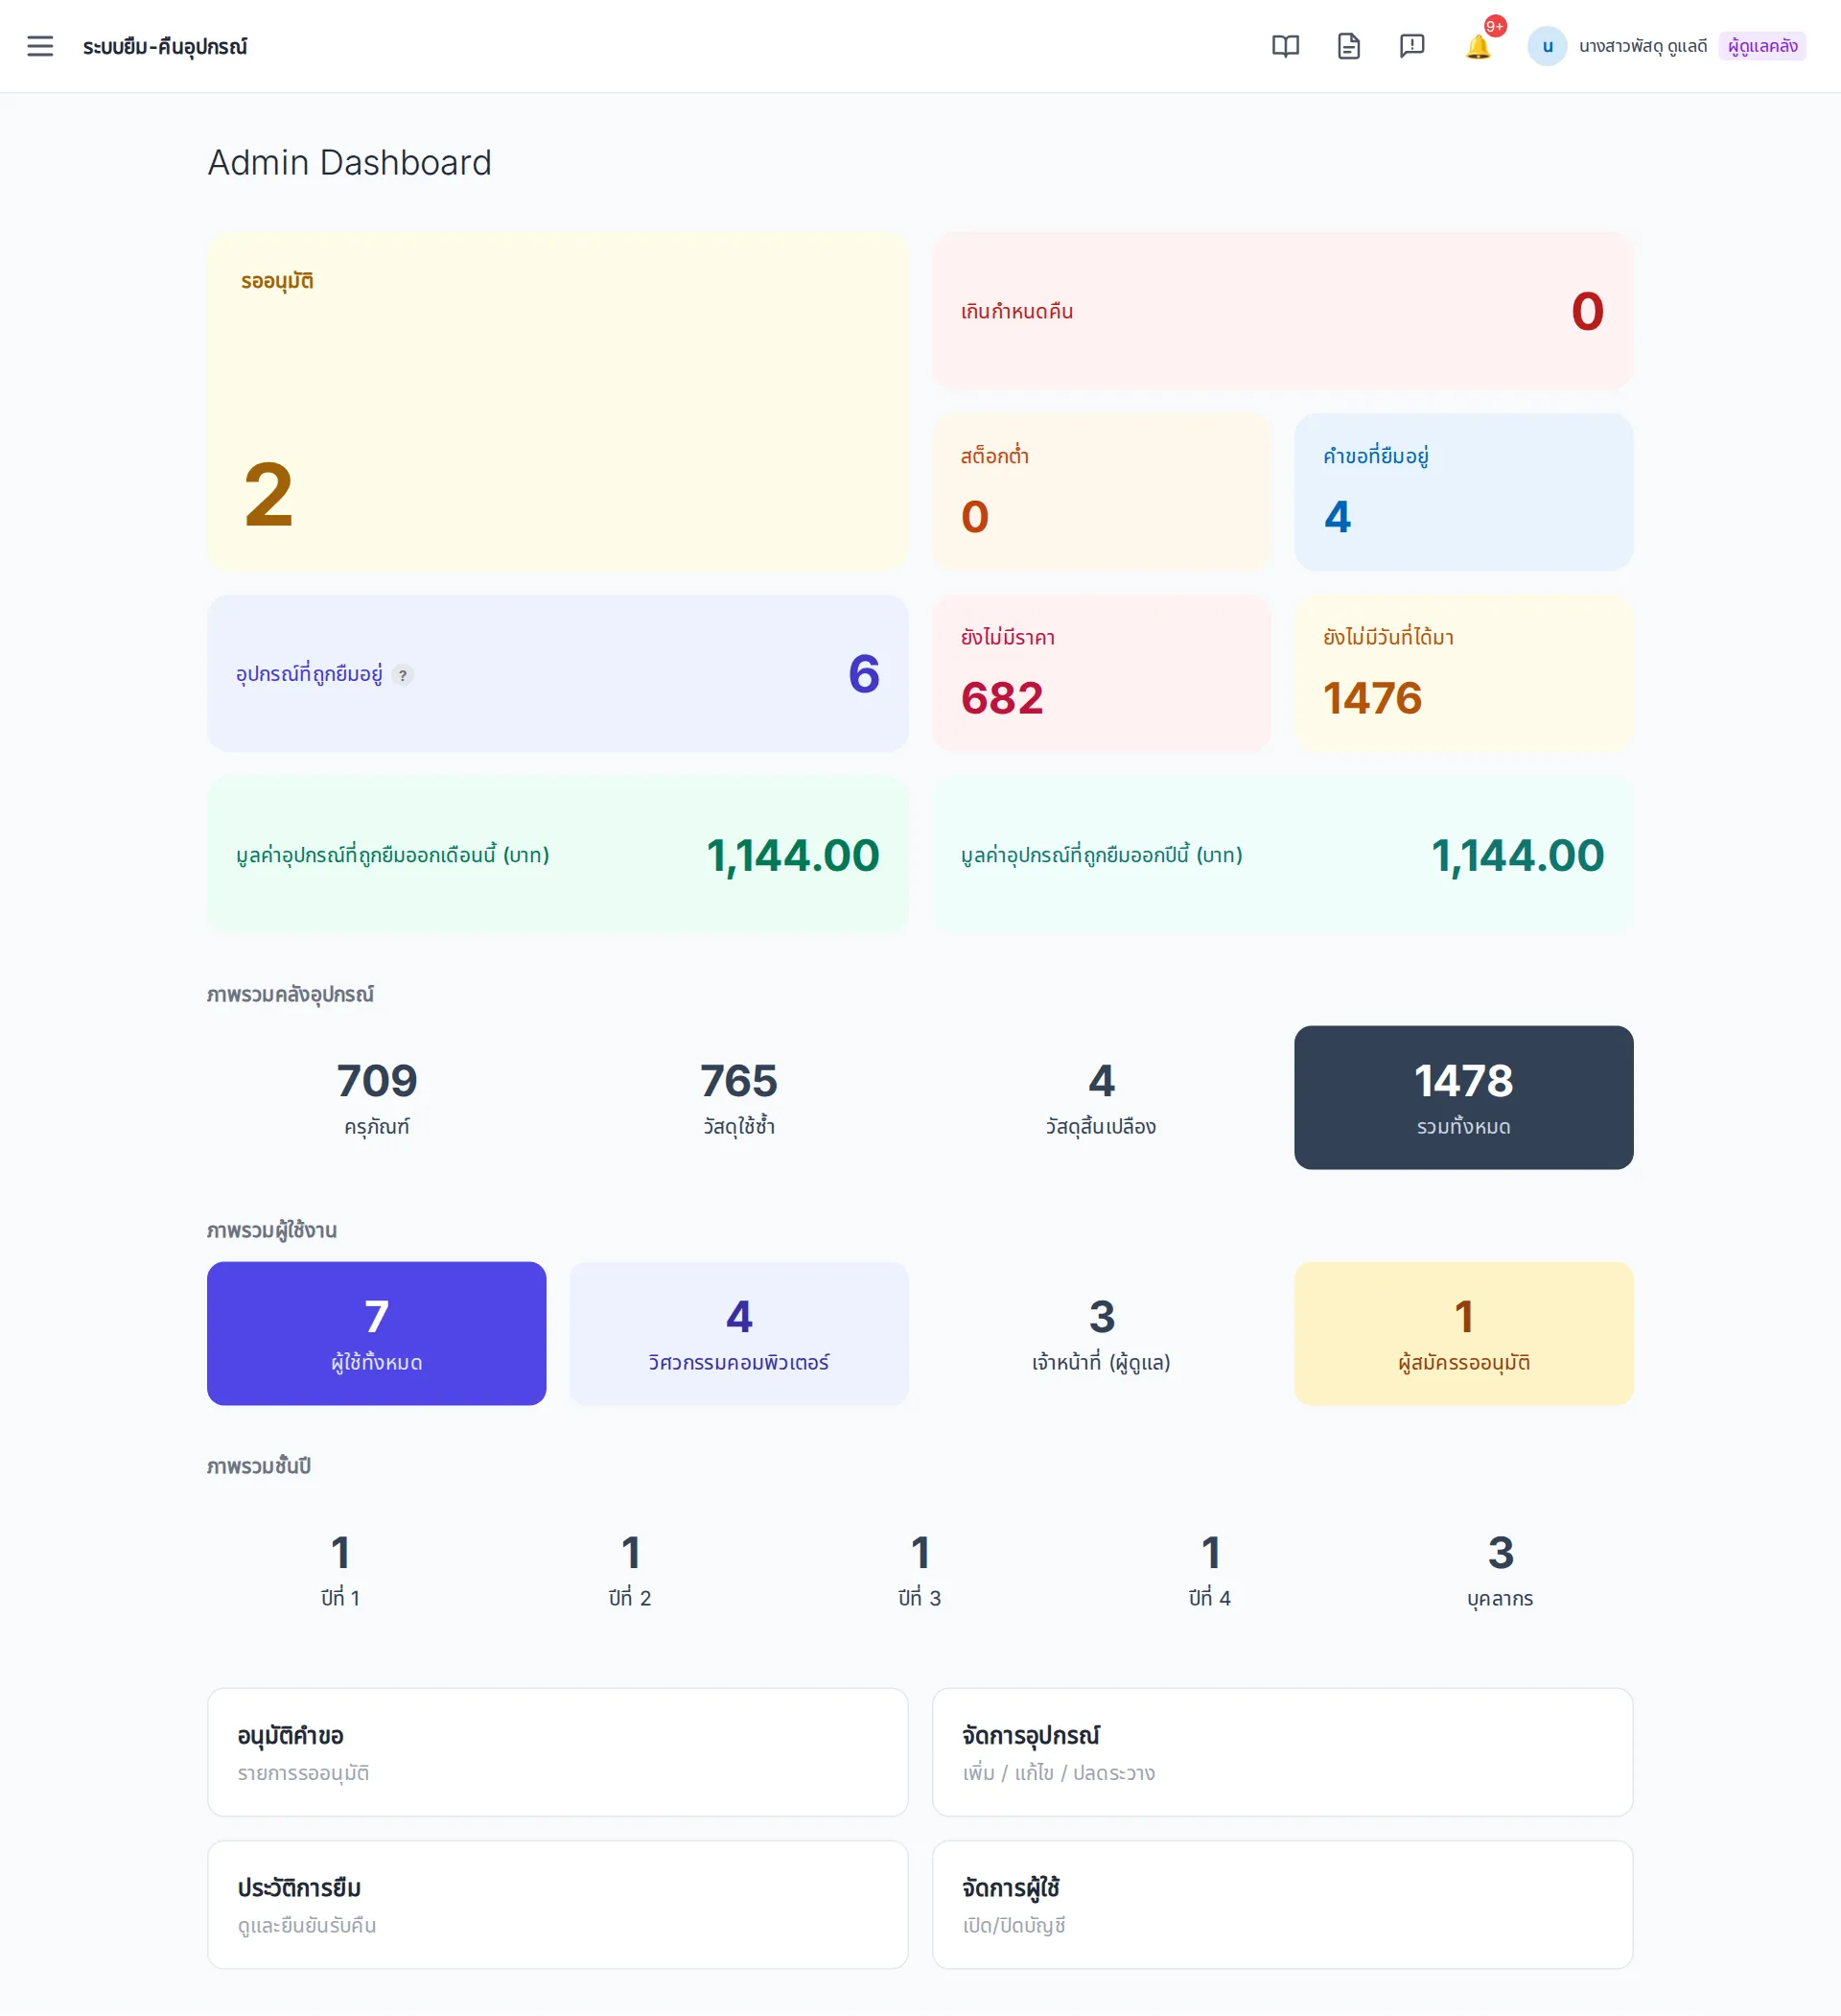 ระบบยืม-คืนอุปกรณ์
9+
น
นางสาวพัสดุ ดูแลดี
ผู้ดูแลคลัง
Admin Dashboard
รออนุมัติ
2
เกินกำหนดคืน
0
สต็อกต่ำ
0
คำขอที่ยืมอยู่
4
อุปกรณ์ที่ถูกยืมอยู่ ?
6
ยังไม่มีราคา
682
ยังไม่มีวันที่ได้มา
1476
มูลค่าอุปกรณ์ที่ถูกยืมออกเดือนนี้ (บาท)
1,144.00
มูลค่าอุปกรณ์ที่ถูกยืมออกปีนี้ (บาท)
1,144.00
ภาพรวมคลังอุปกรณ์
709
ครุภัณฑ์
765
วัสดุใช้ซ้ำ
4
วัสดุสิ้นเปลือง
1478
รวมทั้งหมด
ภาพรวมผู้ใช้งาน
7
ผู้ใช้ทั้งหมด
4
วิศวกรรมคอมพิวเตอร์
3
เจ้าหน้าที่ (ผู้ดูแล)
1
ผู้สมัครรออนุมัติ
ภาพรวมชั้นปี
1
ปีที่ 1
1
ปีที่ 2
1
ปีที่ 3
1
ปีที่ 4
3
บุคลากร
อนุมัติคำขอ
รายการรออนุมัติ
จัดการอุปกรณ์
เพิ่ม / แก้ไข / ปลดระวาง
ประวัติการยืม
ดูและยืนยันรับคืน
จัดการผู้ใช้
เปิด/ปิดบัญชี